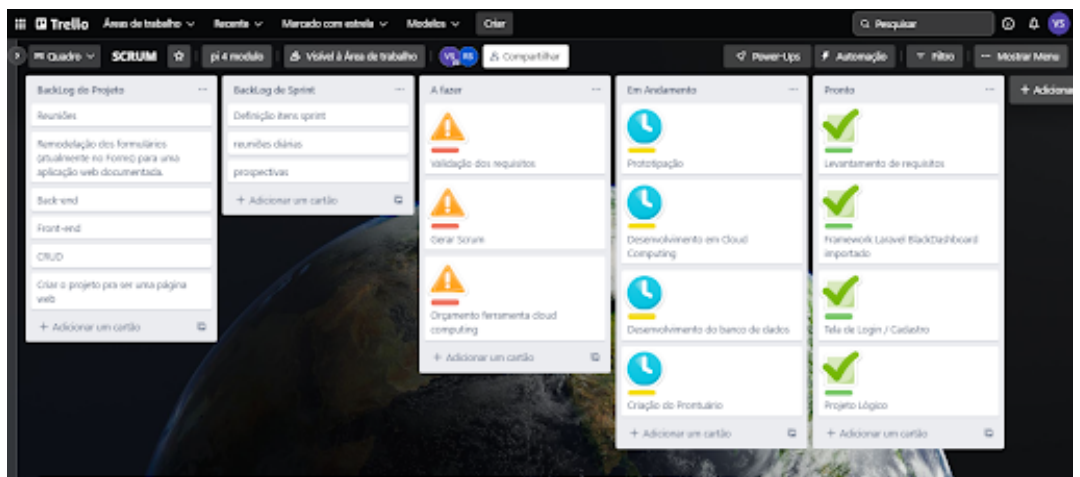 Trello Áreas de trabalho Recente Marcado com estrela Modelos Criar Pesquisar VS
Quadro SCRUM pi 4 modulo Visível à Área de trabalho VS RS Compartilhar Power-Ups Automação Filtro Mostrar Menu
BackLog do Projeto
Reuniões
Remodelação dos formulários
(atualmente no Forms) para uma
aplicação web documentada.
Back-end
Front-end
CRUD
Criar o projeto pra ser uma página
web
+ Adicionar um cartão
BackLog de Sprint
Definição itens sprint
reuniões diárias
prospectivas
+ Adicionar um cartão
A fazer
Validação dos requisitos
Gerar Scrum
Orçamento ferramenta cloud
computing
+ Adicionar um cartão
Em Andamento
Prototipação
Desenvolvimento em Cloud
Computing
Desenvolvimento do banco de dados
Criação do Prontuário
+ Adicionar um cartão
Pronto
Levantamento de requisitos
Framework Laravel BlackDashboard
importado
Tela de Login / Cadastro
Projeto Lógico
+ Adicionar um cartão
+ Adiciona